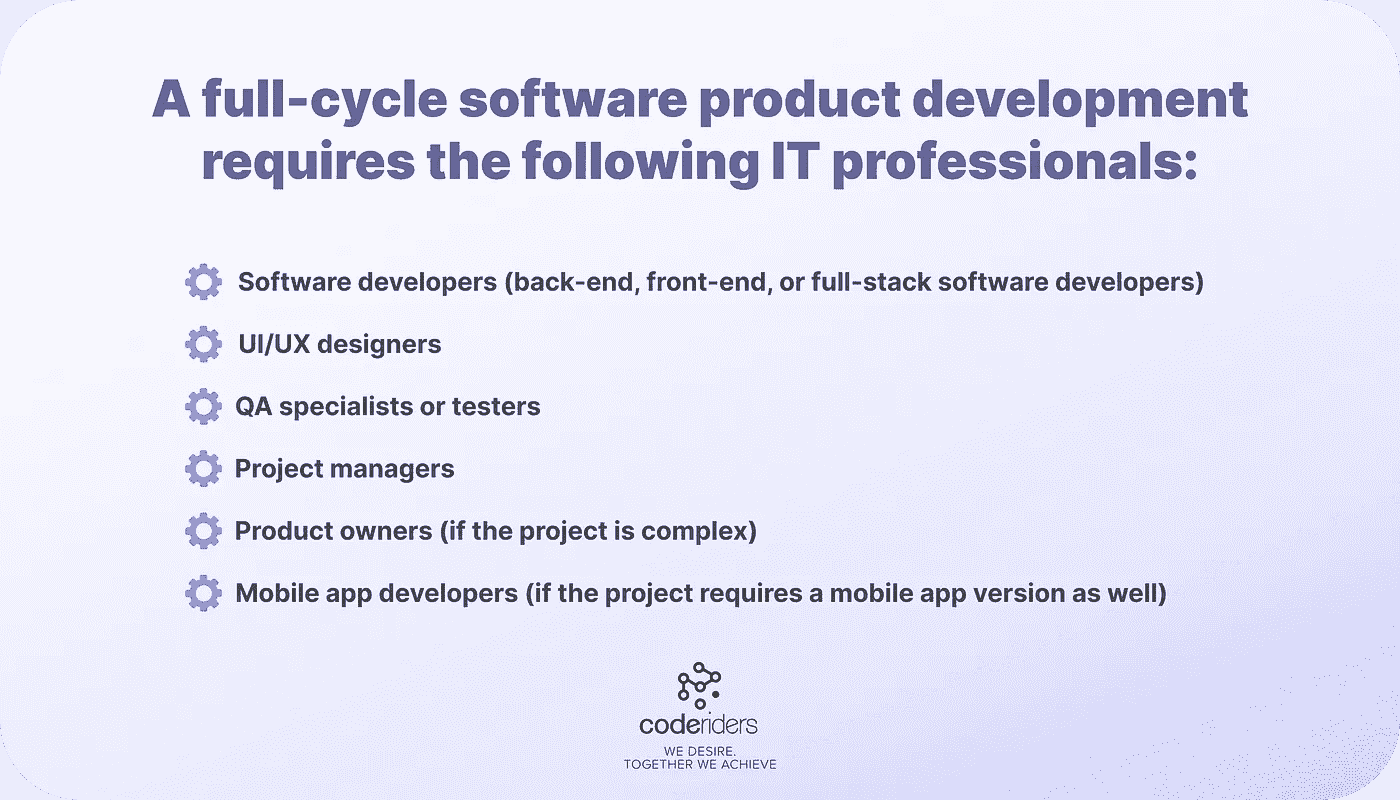 A full-cycle software product development
requires the following IT professionals:
Software developers (back-end, front-end, or full-stack software developers)
UI/UX designers
QA specialists or testers
Project managers
Product owners (if the project is complex)
Mobile app developers (if the project requires a mobile app version as well)
coderiders
WE DESIRE.
TOGETHER WE ACHIEVE